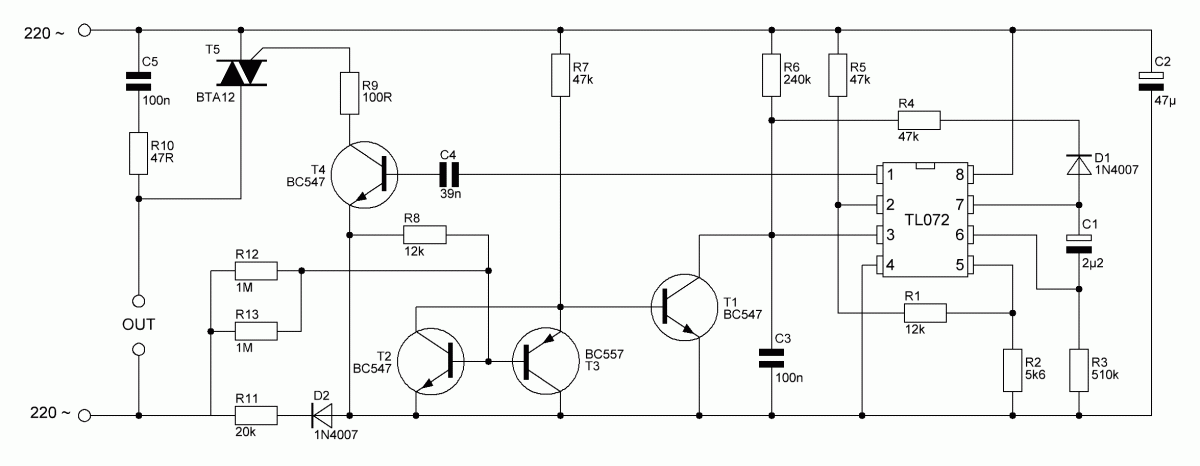 220 ~
C5
100n
R10
47R
T5
BTA12
R9
100R
T4
BC547
C4
39n
R8
12k
R7
47k
R6
240k
R5
47k
R4
47k
C2
47µ
D1
1N4007
C1
2µ2
1
2
3
4
TL072
8
7
6
5
R12
1M
R13
1M
OUT
T2
BC547
BC557
T3
T1
BC547
C3
100n
R1
12k
R2
5k6
R3
510k
220 ~
R11
20k
D2
1N4007